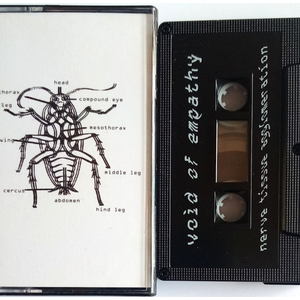 head
thorax
compound eye
leg
mesothorax
wing
middle leg
cercus
abdomen
hind leg
void of empathy
nerve tissue agglomeration